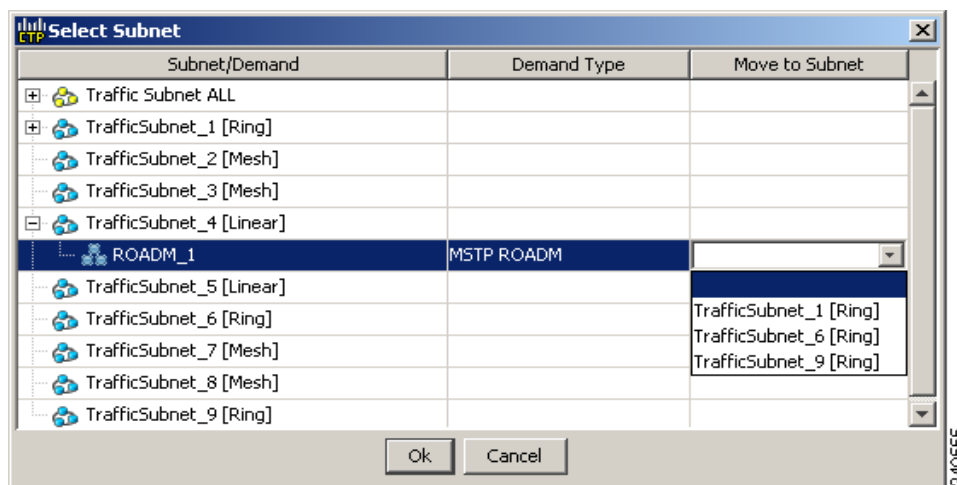 CTP Select Subnet
Subnet/Demand Demand Type Move to Subnet
Traffic Subnet ALL
TrafficSubnet_1 [Ring]
TrafficSubnet_2 [Mesh]
TrafficSubnet_3 [Mesh]
TrafficSubnet_4 [Linear]
ROADM_1 MSTP ROADM
TrafficSubnet_5 [Linear]
TrafficSubnet_1 [Ring]
TrafficSubnet_6 [Ring]
TrafficSubnet_6 [Ring]
TrafficSubnet_7 [Mesh]
TrafficSubnet_9 [Ring]
TrafficSubnet_8 [Mesh]
TrafficSubnet_9 [Ring]
Ok Cancel